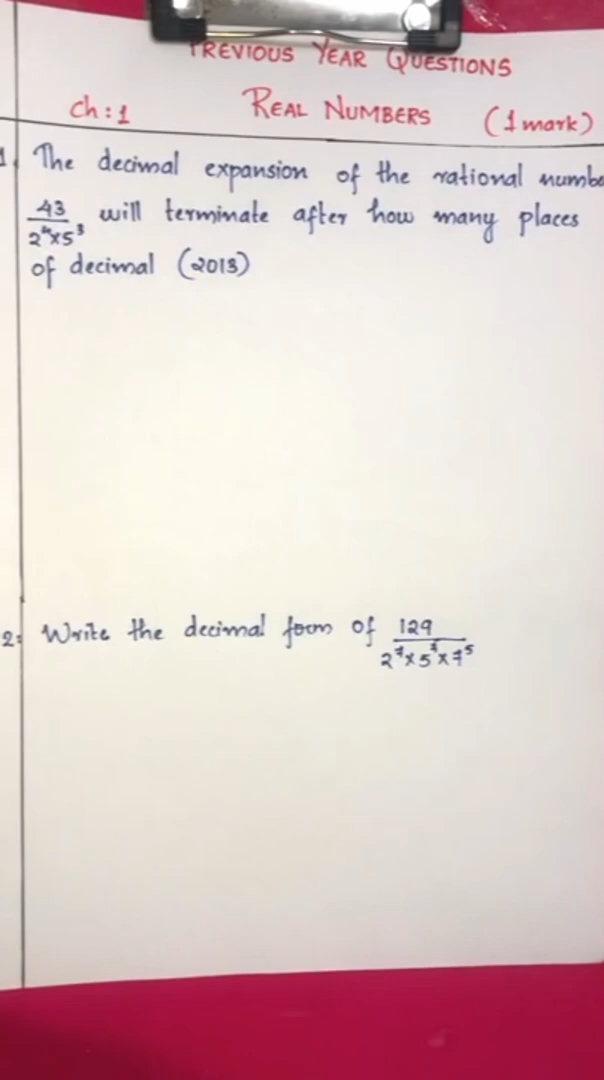 PREVIOUS YEAR QUESTIONS
Ch:1 REAL NUMBERS (1 mark)
1. The decimal expansion of the rational numbe
43/2⁴×5³ will terminate after how many places
of decimal (2013)
2: Write the decimal form of 129/2⁷×5⁷×7⁵